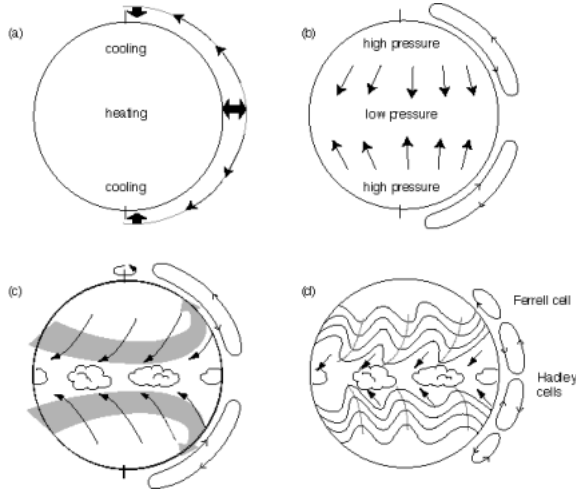 (a)
cooling
heating
cooling
(b)
high pressure
low pressure
high pressure
(c)
(d)
Ferrell cell
Hadley
cells